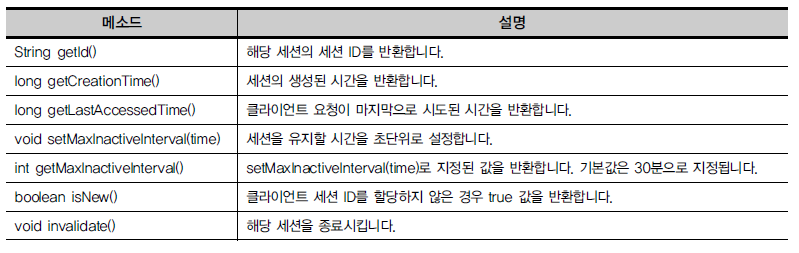 메소드 설명
String getId() 해당 세션의 세션 ID를 반환합니다.
long getCreationTime() 세션의 생성된 시간을 반환합니다.
long getLastAccessedTime() 클라이언트 요청이 마지막으로 시도된 시간을 반환합니다.
void setMaxInactiveInterval(time) 세션을 유지할 시간을 초단위로 설정합니다.
int getMaxInactiveInterval() setMaxInactiveInterval(time)로 지정된 값을 반환합니다. 기본값은 30분으로 지정됩니다.
boolean isNew() 클라이언트 세션 ID를 할당하지 않은 경우 true 값을 반환합니다.
void invalidate() 해당 세션을 종료시킵니다.